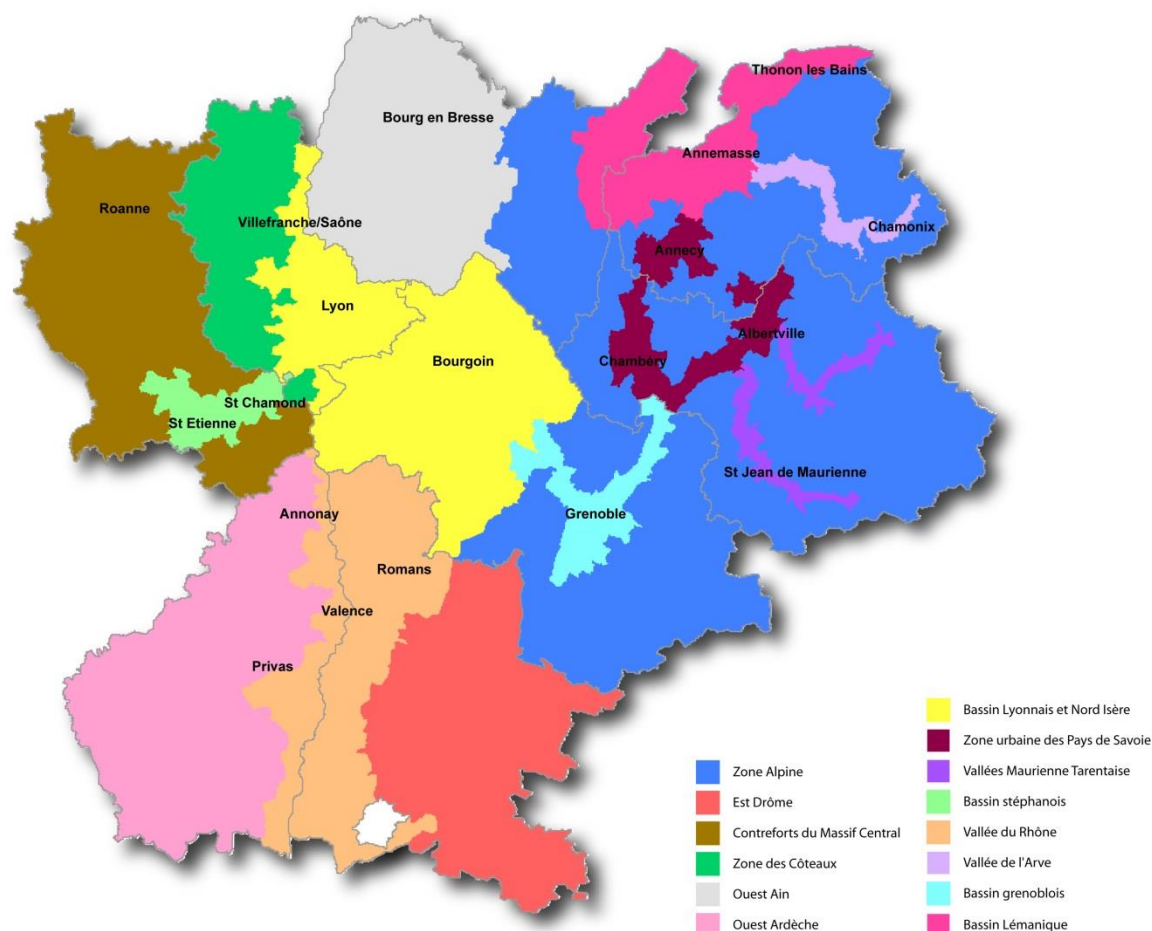 Thonon les Bains
Bourg en Bresse
Annemasse
Roanne
Villefranche/Saône
Chamonix
Annecy
Lyon
Albertville
Bourgoin
Chambéry
St Chamond
St Etienne
St Jean de Maurienne
Annonay
Grenoble
Romans
Valence
Privas
Zone Alpine
Est Drôme
Contreforts du Massif Central
Zone des Côteaux
Ouest Ain
Ouest Ardèche
Bassin Lyonnais et Nord Isère
Zone urbaine des Pays de Savoie
Vallées Maurienne Tarentaise
Bassin stéphanois
Vallée du Rhône
Vallée de l'Arve
Bassin grenoblois
Bassin Lémanique